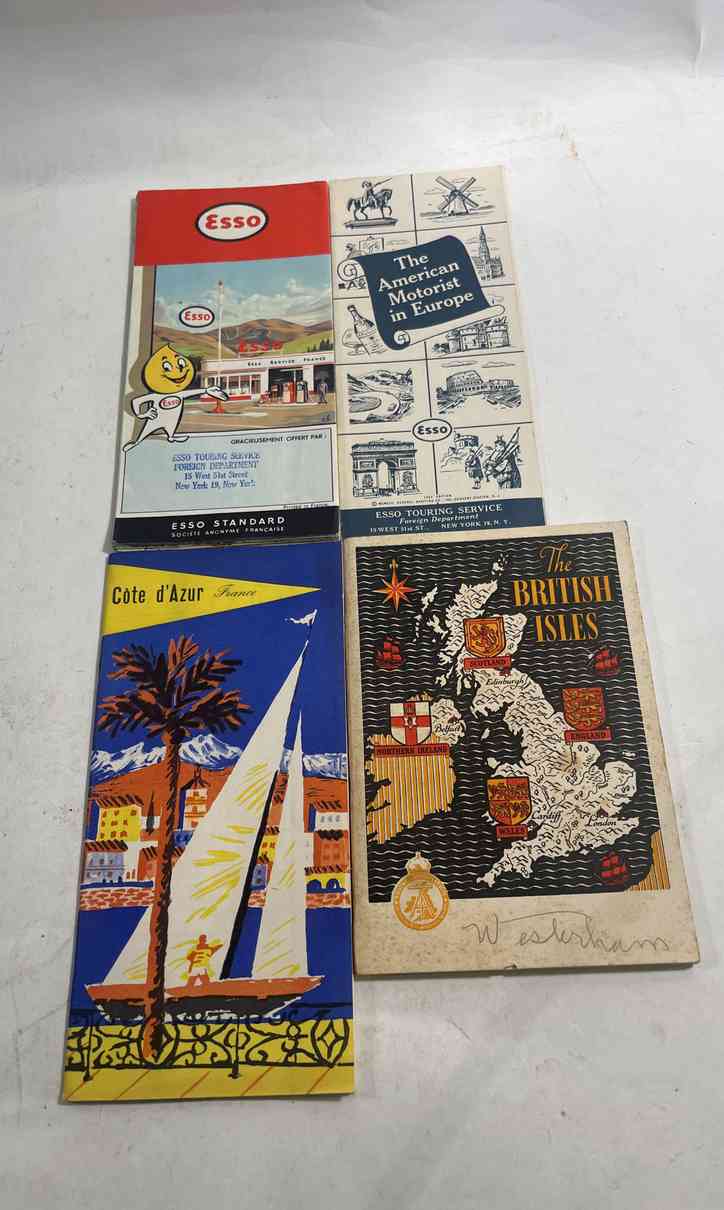 Esso
Esso
Esso
ESSO SERVICE FRANCE
Esso
GRACIEUSEMENT OFFERT PAR :
ESSO TOURING SERVICE
FOREIGN DEPARTMENT
15 West 51st Street
New York 19, New York
Printed in France
ESSO STANDARD
SOCIÉTÉ ANONYME FRANÇAISE
The
American
Motorist
in Europe
Esso
ESSO TOURING SERVICE
Foreign Department
15 WEST 51st ST., NEW YORK 19, N. Y.
Côte d'Azur France
The
BRITISH
ISLES
SCOTLAND
Edinburgh
ENGLAND
Belfast
NORTHERN IRELAND
WALES
Cardiff
London
Westerham